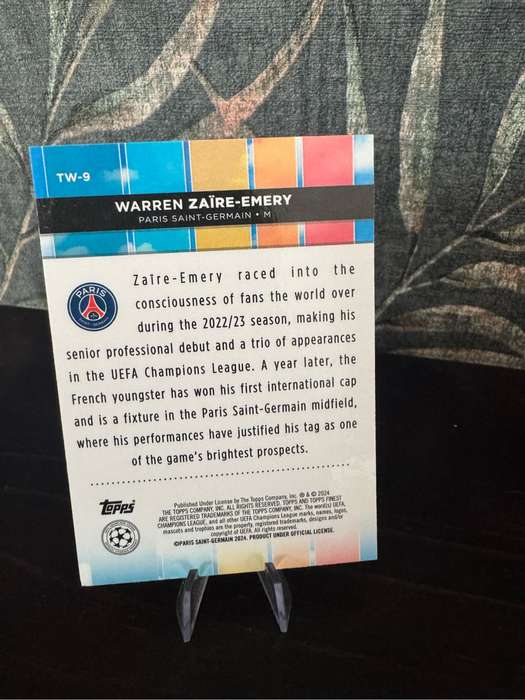 TW-9
WARREN ZAÏRE-EMERY
PARIS SAINT-GERMAIN • M
PARIS
SAINT-GERMAIN
Zaïre-Emery raced into the
consciousness of fans the world over
during the 2022/23 season, making his
senior professional debut and a trio of appearances
in the UEFA Champions League. A year later, the
French youngster has won his first international cap
and is a fixture in the Paris Saint-Germain midfield,
where his performances have justified his tag as one
of the game's brightest prospects.
topps
Published Under License by The Topps Company, Inc. ® & © 2024
THE TOPPS COMPANY, INC. ALL RIGHTS RESERVED. TOPPS AND TOPPS FINEST
ARE REGISTERED TRADEMARKS OF THE TOPPS COMPANY, INC. The word(s) UEFA,
CHAMPIONS LEAGUE, and all other UEFA Champions League marks, names, logos,
mascots and trophies are the property, registered trademarks, designs and/or
copyright of UEFA. All rights reserved.
©PARIS SAINT-GERMAIN 2024. PRODUCT UNDER OFFICIAL LICENSE.